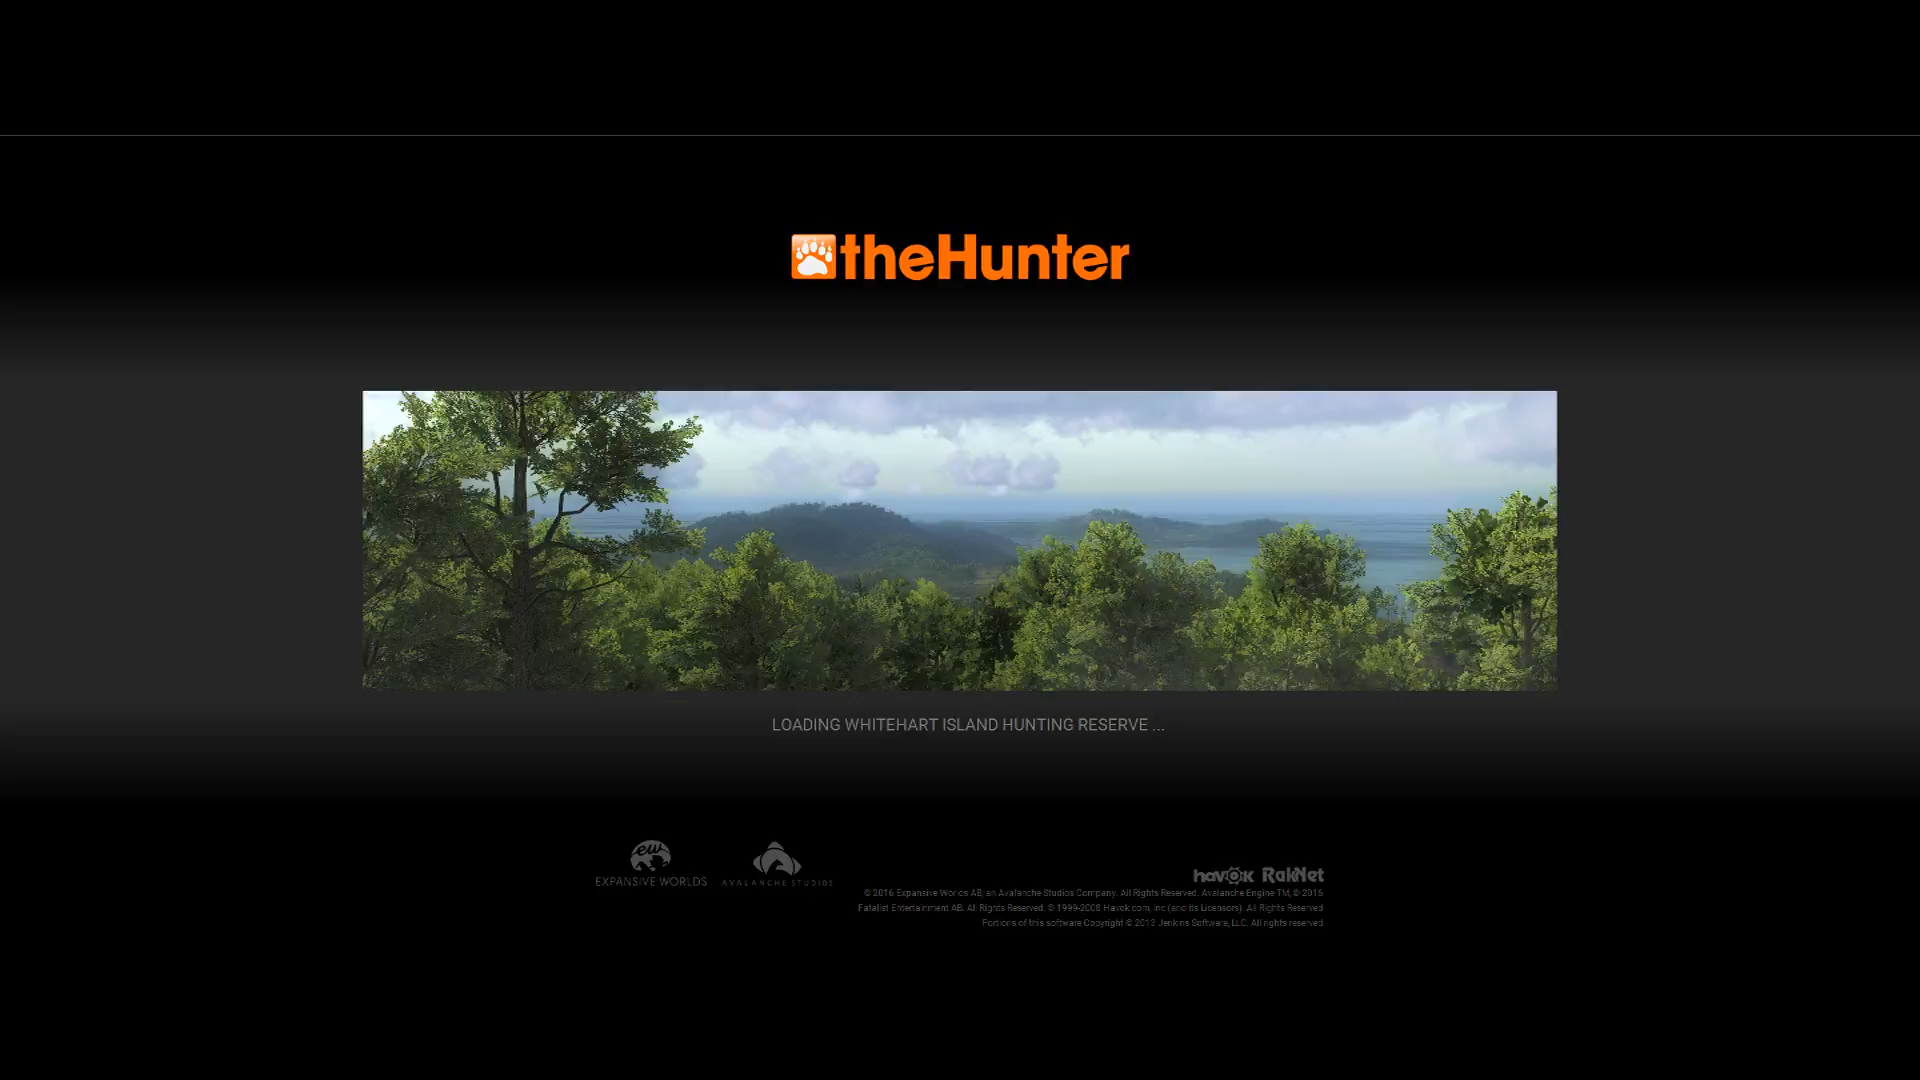 theHunter
LOADING WHITEHART ISLAND HUNTING RESERVE ...
ew
EXPANSIVE WORLDS
AVALANCHE STUDIOS
havok RakNet
© 2016 Expansive Worlds AB, an Avalanche Studios Company. All Rights Reserved. Avalanche Engine TM, © 2015
Fatalist Entertainment AB. All Rights Reserved. © 1999-2008 Havok.com, Inc (and its Licensors). All Rights Reserved
Portions of this software Copyright © 2013 Jenkins Software, LLC. All rights reserved